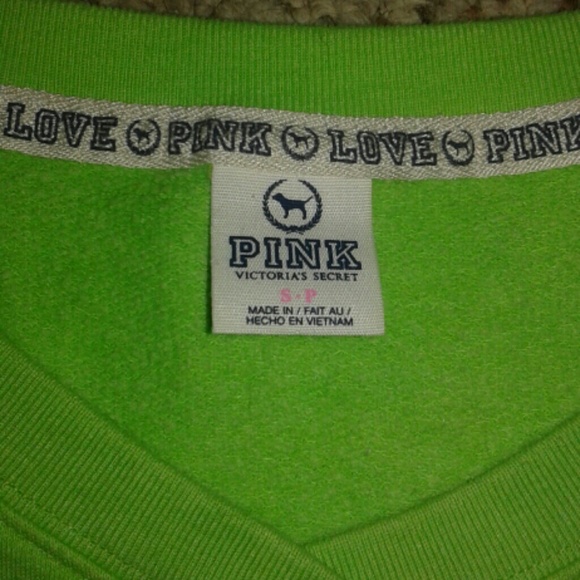 LOVE PINK LOVE PINK
PINK
VICTORIA'S SECRET
S·P
MADE IN / FAIT AU /
HECHO EN VIETNAM